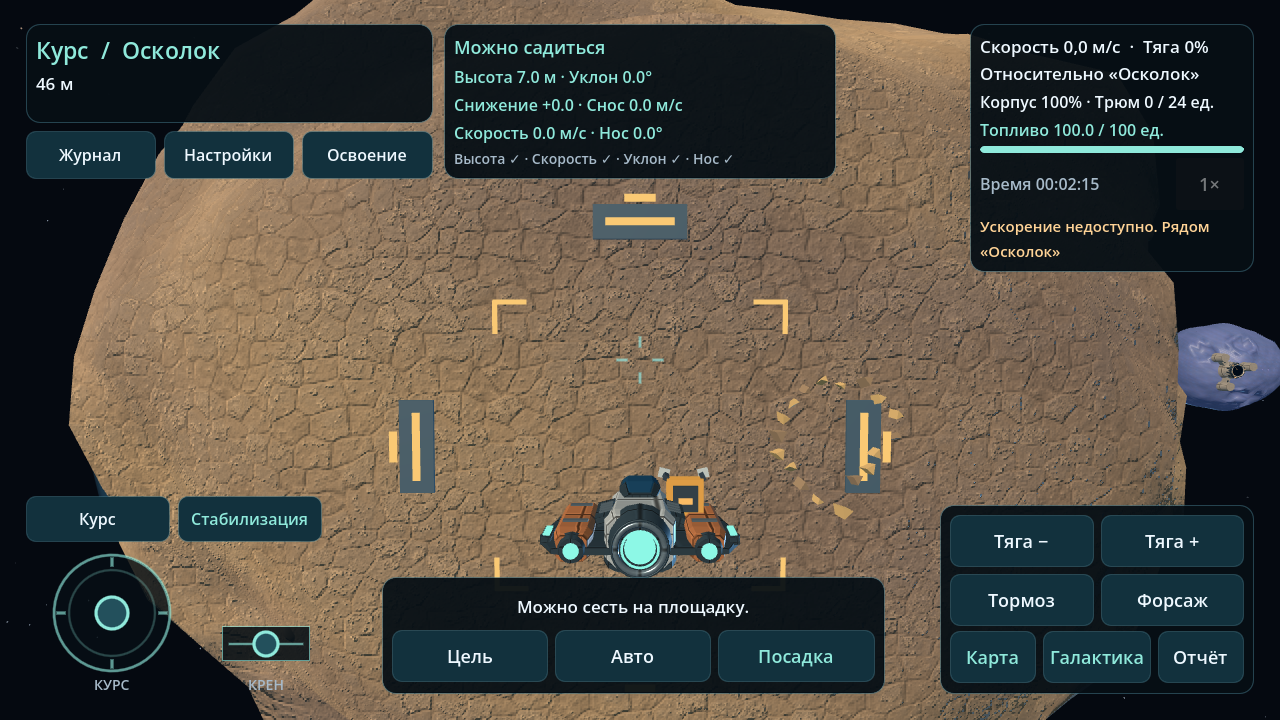 Курс / Осколок
46 м
Журнал
Настройки
Освоение
Можно садиться
Высота 7.0 м · Уклон 0.0°
Снижение +0.0 · Снос 0.0 м/с
Скорость 0.0 м/с · Нос 0.0°
Высота ✓ · Скорость ✓ · Уклон ✓ · Нос ✓
Скорость 0,0 м/с · Тяга 0%
Относительно «Осколок»
Корпус 100% · Трюм 0 / 24 ед.
Топливо 100.0 / 100 ед.
Время 00:02:15 1×
Ускорение недоступно. Рядом
«Осколок»
Курс
Стабилизация
КУРС
КРЕН
Можно сесть на площадку.
Цель
Авто
Посадка
Тяга −
Тяга +
Тормоз
Форсаж
Карта
Галактика
Отчёт